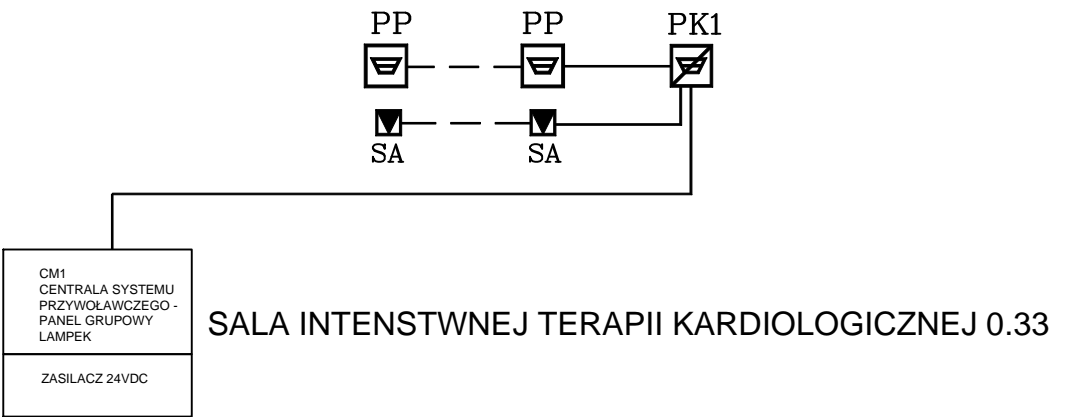 PP PP PK1
SA SA
CM1
CENTRALA SYSTEMU
PRZYWOŁAWCZEGO -
PANEL GRUPOWY
LAMPEK
SALA INTENSTWNEJ TERAPII KARDIOLOGICZNEJ 0.33
ZASILACZ 24VDC